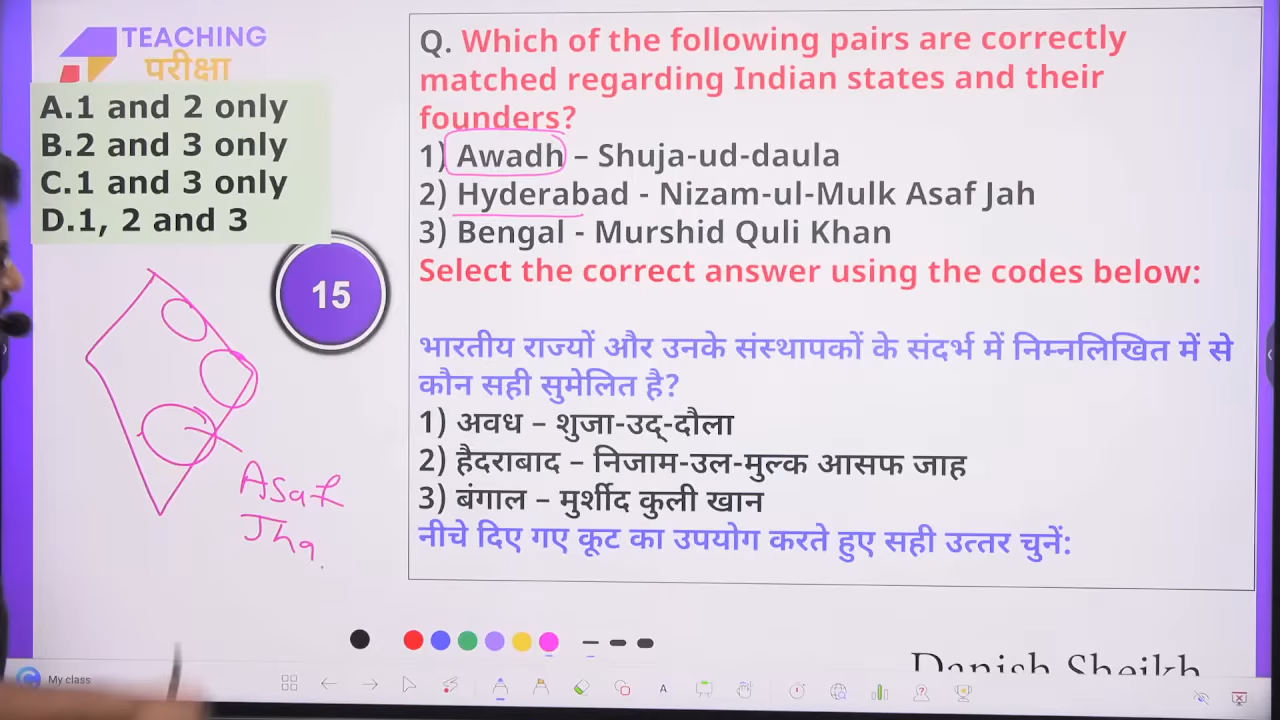 TEACHING
परीक्षा
A.1 and 2 only
B.2 and 3 only
C.1 and 3 only
D.1, 2 and 3
15
Asaf
Jha
Q. Which of the following pairs are correctly
matched regarding Indian states and their
founders?
1) Awadh – Shuja-ud-daula
2) Hyderabad - Nizam-ul-Mulk Asaf Jah
3) Bengal - Murshid Quli Khan
Select the correct answer using the codes below:
भारतीय राज्यों और उनके संस्थापकों के संदर्भ में निम्नलिखित में से
कौन सही सुमेलित है?
1) अवध – शुजा-उद्-दौला
2) हैदराबाद – निजाम-उल-मुल्क आसफ जाह
3) बंगाल – मुर्शीद कुली खान
नीचे दिए गए कूट का उपयोग करते हुए सही उत्तर चुनें:
Danish Sheikh
My class